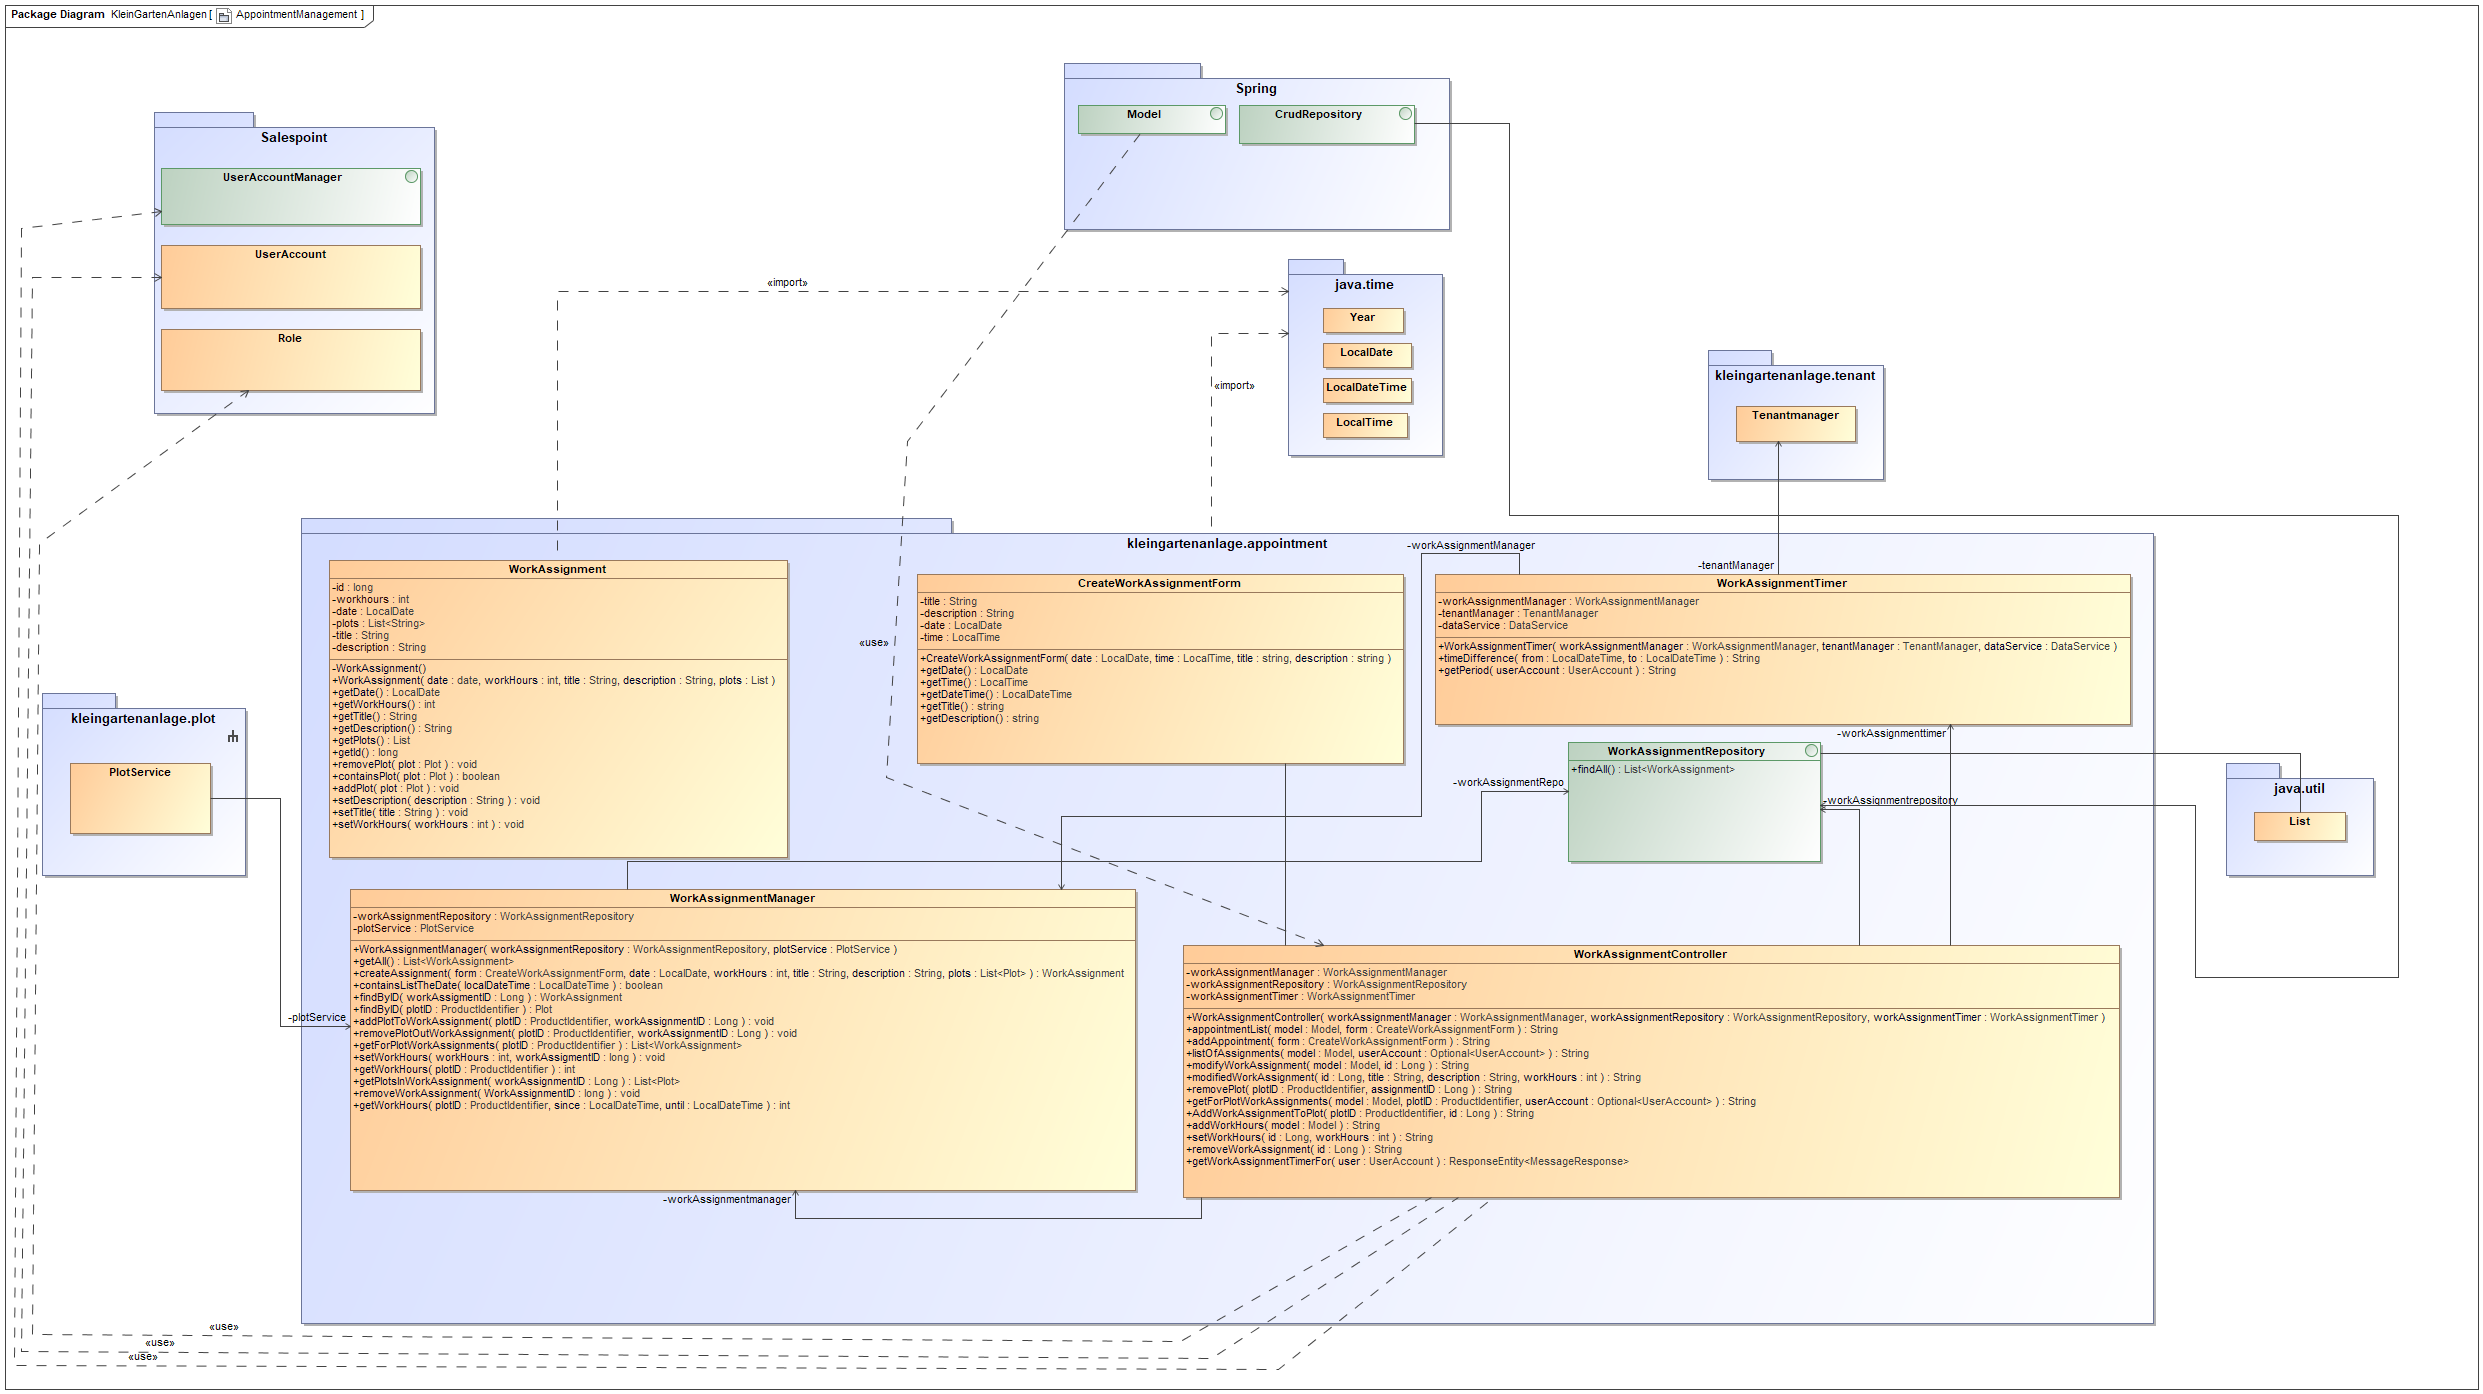 Package Diagram KleinGartenAnlagen [ AppointmentManagement ]
Spring
Model
CrudRepository
Salespoint
UserAccountManager
UserAccount
Role
«import»
java.time
Year
LocalDate
LocalDateTime
LocalTime
«import»
kleingartenanlage.tenant
Tenantmanager
kleingartenanlage.appointment
-workAssignmentManager
-tenantManager
«use»
WorkAssignment
-id : long
-workhours : int
-date : LocalDate
-plots : List<String>
-title : String
-description : String
-WorkAssignment()
+WorkAssignment( date : date, workHours : int, title : String, description : String, plots : List )
+getDate() : LocalDate
+getWorkHours() : int
+getTitle() : String
+getDescription() : String
+getPlots() : List
+getId() : long
+removePlot( plot : Plot ) : void
+containsPlot( plot : Plot ) : boolean
+addPlot( plot : Plot ) : void
+setDescription( description : String ) : void
+setTitle( title : String ) : void
+setWorkHours( workHours : int ) : void
CreateWorkAssignmentForm
-title : String
-description : String
-date : LocalDate
-time : LocalTime
+CreateWorkAssignmentForm( date : LocalDate, time : LocalTime, title : string, description : string )
+getDate() : LocalDate
+getTime() : LocalTime
+getDateTime() : LocalDateTime
+getTitle() : string
+getDescription() : string
WorkAssignmentTimer
-workAssignmentManager : WorkAssignmentManager
-tenantManager : TenantManager
-dataService : DataService
+WorkAssignmentTimer( workAssignmentManager : WorkAssignmentManager, tenantManager : TenantManager, dataService : DataService )
+timeDifference( from : LocalDateTime, to : LocalDateTime ) : String
+getPeriod( userAccount : UserAccount ) : String
-workAssignmenttimer
kleingartenanlage.plot
PlotService
WorkAssignmentRepository
+findAll() : List<WorkAssignment>
-workAssignmentRepo
-workAssignmentrepository
java.util
List
WorkAssignmentManager
-workAssignmentRepository : WorkAssignmentRepository
-plotService : PlotService
+WorkAssignmentManager( workAssignmentRepository : WorkAssignmentRepository, plotService : PlotService )
+getAll() : List<WorkAssignment>
+createAssignment( form : CreateWorkAssignmentForm, date : LocalDate, workHours : int, title : String, description : String, plots : List<Plot> ) : WorkAssignment
+containsListTheDate( localDateTime : LocalDateTime ) : boolean
+findByID( workAssigmentID : Long ) : WorkAssignment
+findByID( plotID : ProductIdentifier ) : Plot
+addPlotToWorkAssignment( plotID : ProductIdentifier, workAssignmentID : Long ) : void
+removePlotOutWorkAssignment( plotID : ProductIdentifier, workAssignmentID : Long ) : void
+getForPlotWorkAssignments( plotID : ProductIdentifier ) : List<WorkAssignment>
+setWorkHours( workHours : int, workAssigmentID : long ) : void
+getWorkHours( plotID : ProductIdentifier ) : int
+getPlotsInWorkAssignment( workAssignmentID : Long ) : List<Plot>
+removeWorkAssignment( WorkAssignmentID : long ) : void
+getWorkHours( plotID : ProductIdentifier, since : LocalDateTime, until : LocalDateTime ) : int
-plotService
WorkAssignmentController
-workAssignmentManager : WorkAssignmentManager
-workAssignmentRepository : WorkAssignmentRepository
-workAssignmentTimer : WorkAssignmentTimer
+WorkAssignmentController( workAssignmentManager : WorkAssignmentManager, workAssignmentRepository : WorkAssignmentRepository, workAssignmentTimer : WorkAssignmentTimer )
+appointmentList( model : Model, form : CreateWorkAssignmentForm ) : String
+addAppointment( form : CreateWorkAssignmentForm ) : String
+listOfAssignments( model : Model, userAccount : Optional<UserAccount> ) : String
+modifyWorkAssignment( model : Model, id : Long ) : String
+modifiedWorkAssignment( id : Long, title : String, description : String, workHours : int ) : String
+removePlot( plotID : ProductIdentifier, assignmentID : Long ) : String
+getForPlotWorkAssignments( model : Model, plotID : ProductIdentifier, userAccount : Optional<UserAccount> ) : String
+AddWorkAssignmentToPlot( plotID : ProductIdentifier, id : Long ) : String
+addWorkHours( model : Model ) : String
+setWorkHours( id : Long, workHours : int ) : String
+removeWorkAssignment( id : Long ) : String
+getWorkAssignmentTimerFor( user : UserAccount ) : ResponseEntity<MessageResponse>
-workAssignmentmanager
«use»
«use»
«use»